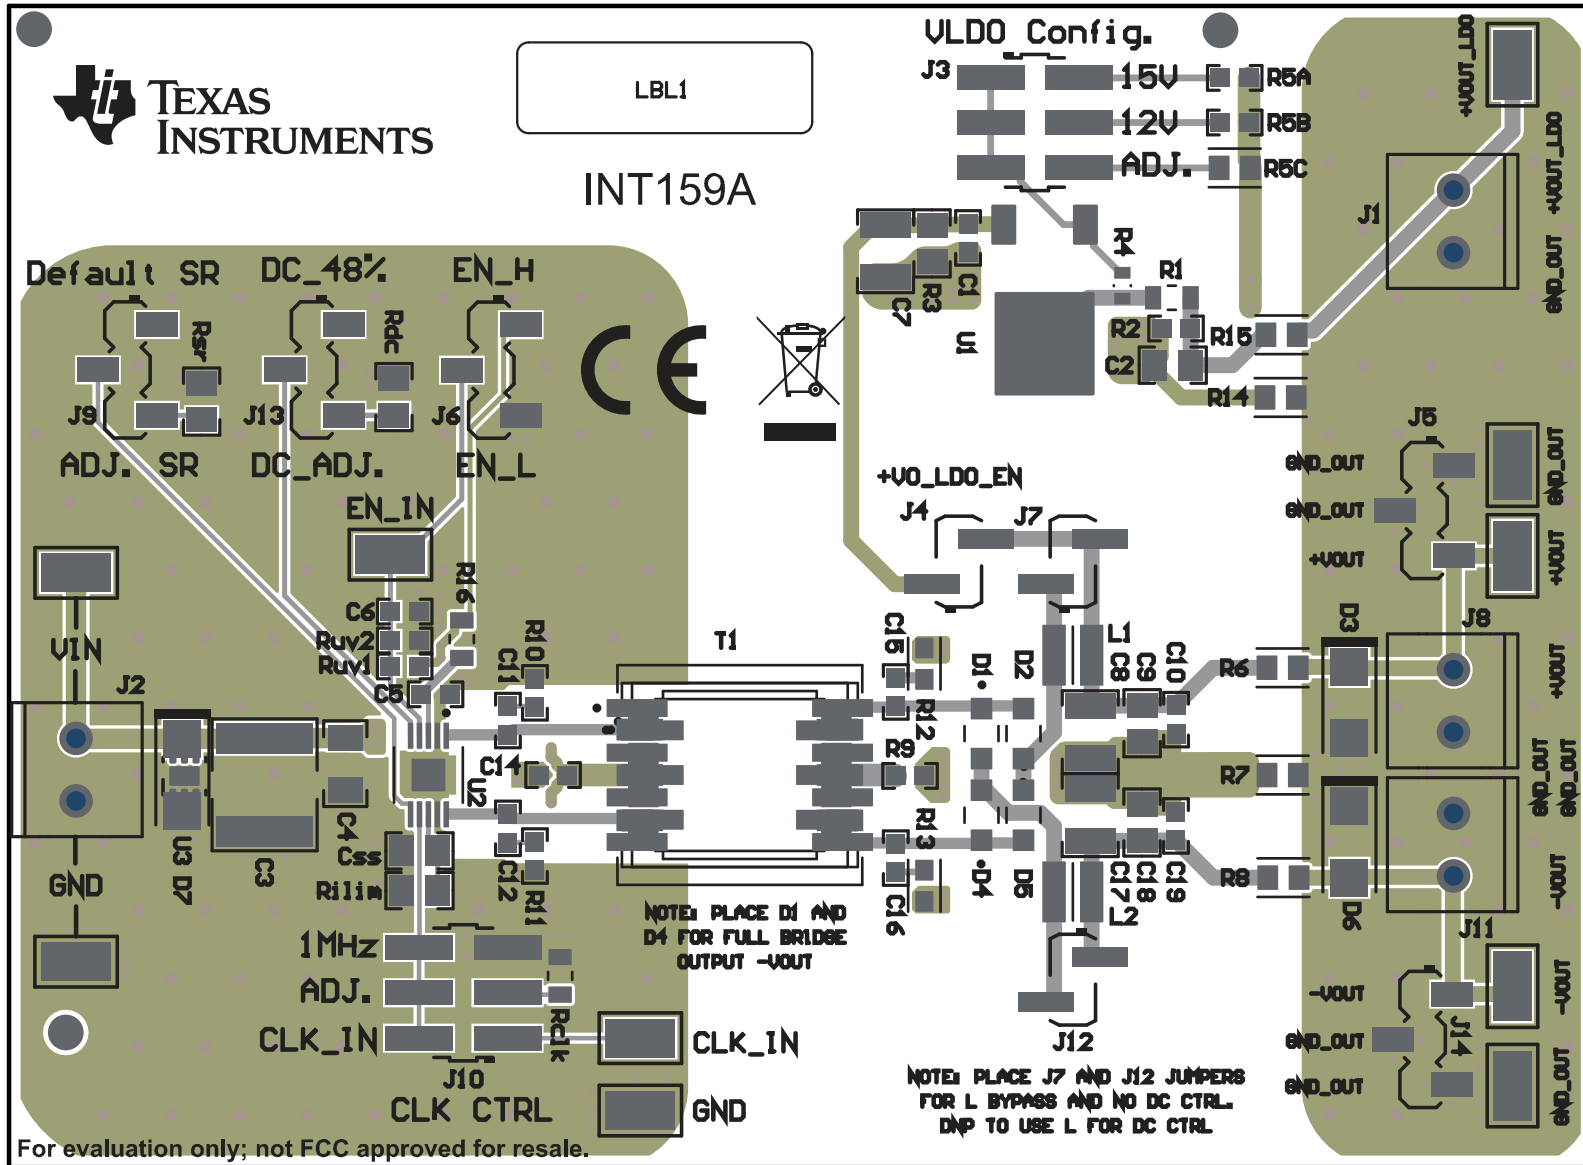 VLDO Config.
TEXAS
INSTRUMENTS
LBL1
INT159A
J3
15V
R5A
12V
R5B
ADJ.
R5C
+VOUT_LDO
+VOUT_LDO
J1
GND_OUT
Default SR
DC_48%
EN_H
Rsr
Rdc
J9
J13
J6
ADJ. SR
DC_ADJ.
EN_L
CE
C7
R3
C1
U1
R4
R1
R2
C2
R15
R14
J5
GND_OUT
GND_OUT
GND_OUT
+VOUT
+VOUT
EN_IN
R16
+VO_LDO_EN
J4
J7
VIN
J2
C6
Ruv2
Ruv1
C5
C11
R10
T1
C15
D1
D2
L1
C8
C9
C10
R6
D3
J8
+VOUT
R12
R9
R7
GND_OUT
GND_OUT
C14
U2
U3
D7
C3
C4
Css
Rilim
GND
C12
R11
R13
C16
D4
D5
C17
C18
C19
L2
R8
D6
-VOUT
J11
NOTE: PLACE D1 AND
D4 FOR FULL BRIDGE
OUTPUT -VOUT
1MHz
ADJ.
CLK_IN
Rclk
J10
CLK CTRL
CLK_IN
GND
J12
NOTE: PLACE J7 AND J12 JUMPERS
FOR L BYPASS AND NO DC CTRL.
DNP TO USE L FOR DC CTRL
-VOUT
-VOUT
J14
GND_OUT
GND_OUT
GND_OUT
For evaluation only; not FCC approved for resale.